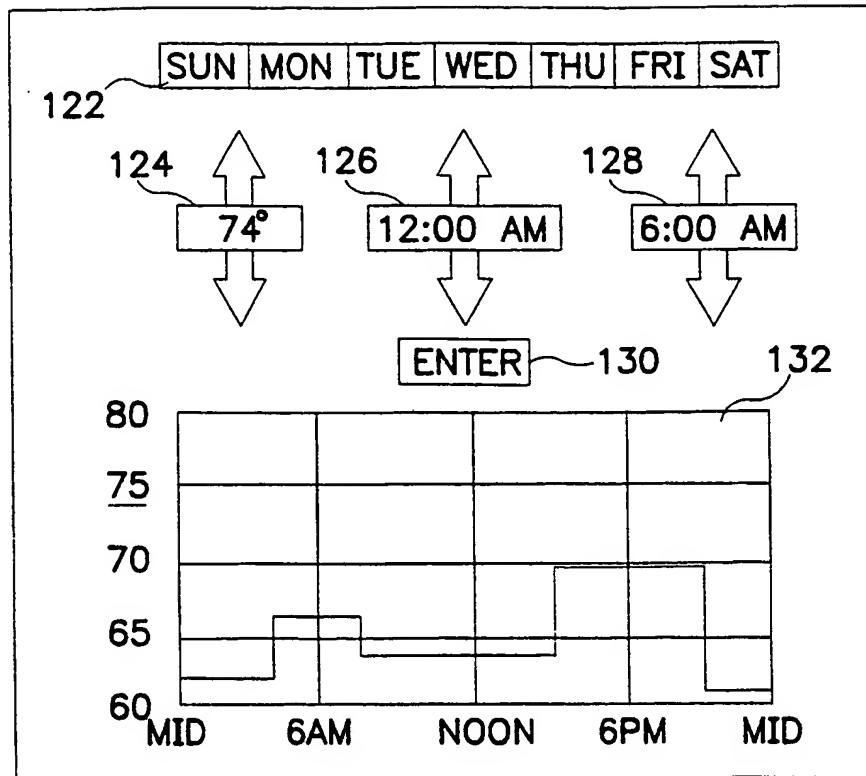 SUN MON TUE WED THU FRI SAT
122
124 126 128
74° 12:00 AM 6:00 AM
ENTER 130 132
80
75
70
65
60
MID 6AM NOON 6PM MID